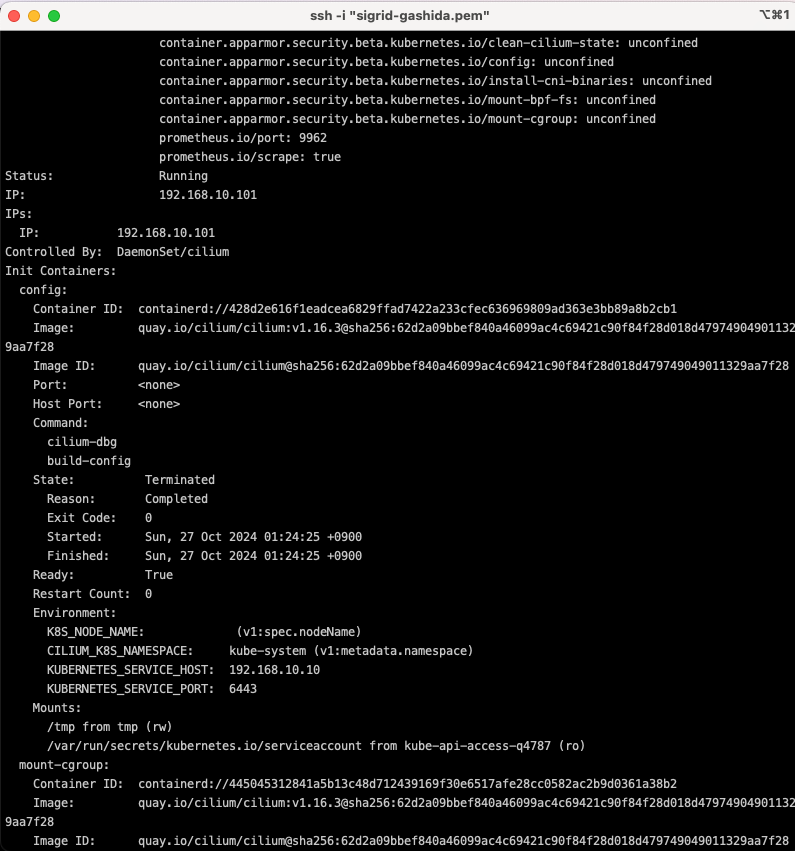 ssh -i "sigrid-gashida.pem"
⌥⌘1
container.apparmor.security.beta.kubernetes.io/clean-cilium-state: unconfined
container.apparmor.security.beta.kubernetes.io/config: unconfined
container.apparmor.security.beta.kubernetes.io/install-cni-binaries: unconfined
container.apparmor.security.beta.kubernetes.io/mount-bpf-fs: unconfined
container.apparmor.security.beta.kubernetes.io/mount-cgroup: unconfined
prometheus.io/port: 9962
prometheus.io/scrape: true
Status: Running
IP: 192.168.10.101
IPs:
IP: 192.168.10.101
Controlled By: DaemonSet/cilium
Init Containers:
config:
Container ID: containerd://428d2e616f1eadcea6829ffad7422a233cfec636969809ad363e3bb89a8b2cb1
Image: quay.io/cilium/cilium:v1.16.3@sha256:62d2a09bbef840a46099ac4c69421c90f84f28d018d47974904901132
9aa7f28
Image ID: quay.io/cilium/cilium@sha256:62d2a09bbef840a46099ac4c69421c90f84f28d018d479749049011329aa7f28
Port: <none>
Host Port: <none>
Command:
cilium-dbg
build-config
State: Terminated
Reason: Completed
Exit Code: 0
Started: Sun, 27 Oct 2024 01:24:25 +0900
Finished: Sun, 27 Oct 2024 01:24:25 +0900
Ready: True
Restart Count: 0
Environment:
K8S_NODE_NAME: (v1:spec.nodeName)
CILIUM_K8S_NAMESPACE: kube-system (v1:metadata.namespace)
KUBERNETES_SERVICE_HOST: 192.168.10.10
KUBERNETES_SERVICE_PORT: 6443
Mounts:
/tmp from tmp (rw)
/var/run/secrets/kubernetes.io/serviceaccount from kube-api-access-q4787 (ro)
mount-cgroup:
Container ID: containerd://445045312841a5b13c48d712439169f30e6517afe28cc0582ac2b9d0361a38b2
Image: quay.io/cilium/cilium:v1.16.3@sha256:62d2a09bbef840a46099ac4c69421c90f84f28d018d47974904901132
9aa7f28
Image ID: quay.io/cilium/cilium@sha256:62d2a09bbef840a46099ac4c69421c90f84f28d018d479749049011329aa7f28